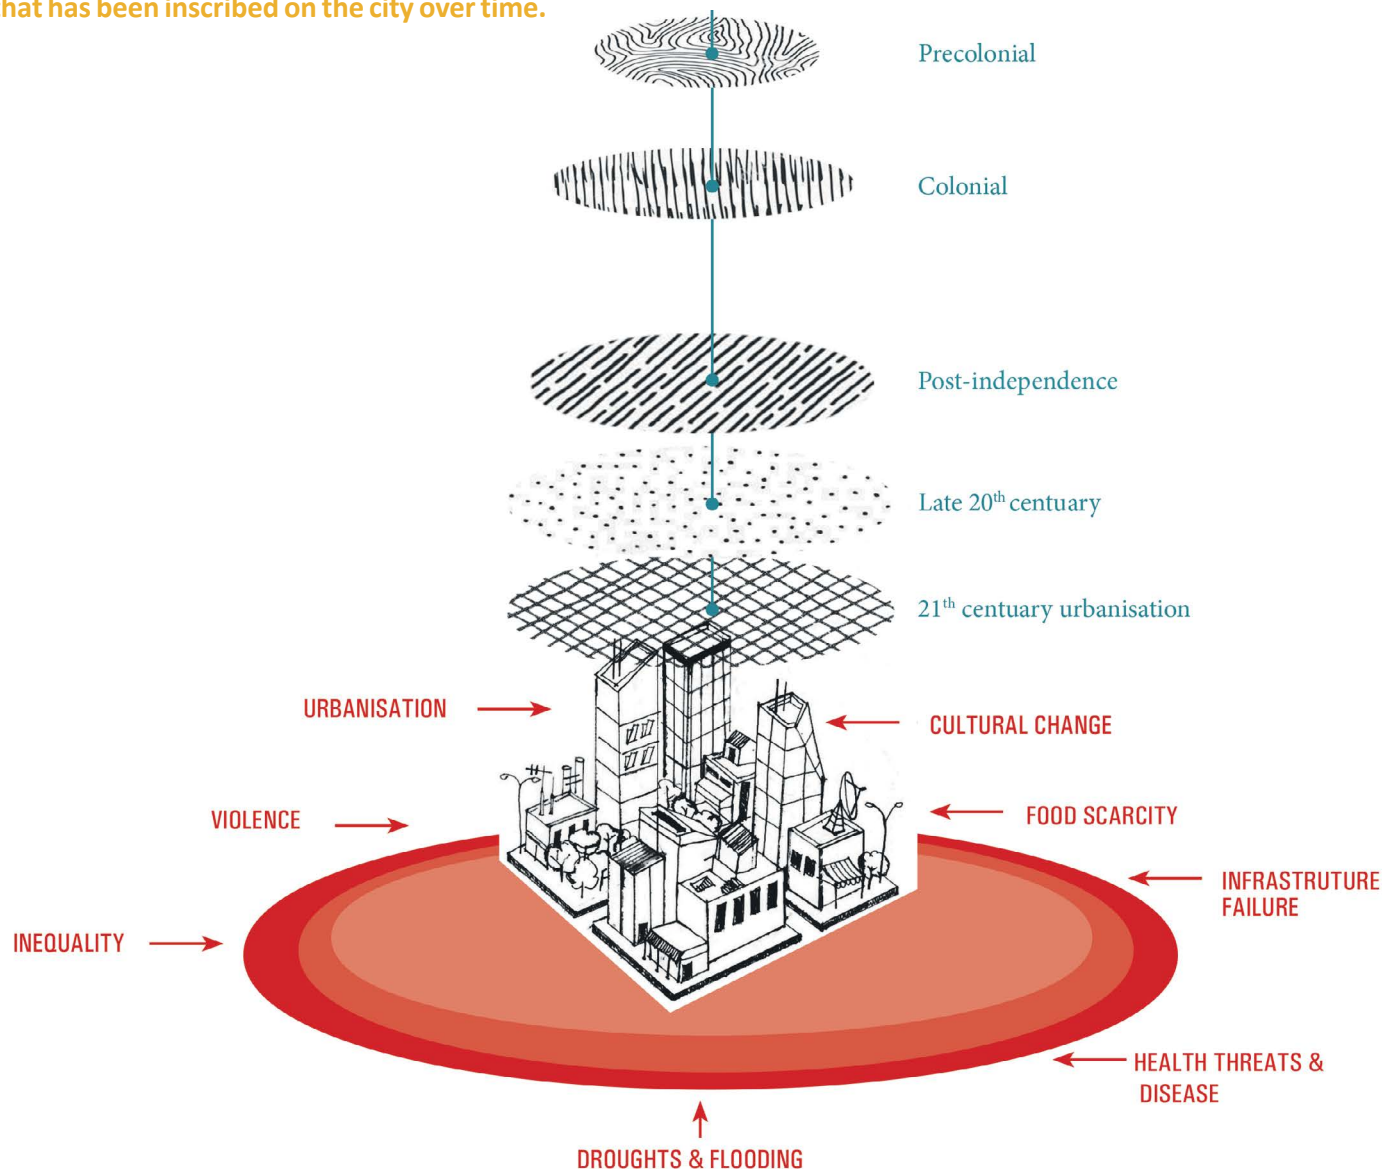 hat has been inscribed on the city over time.
Precolonial
Colonial
Post-independence
Late 20th centuary
21th centuary urbanisation
URBANISATION
CULTURAL CHANGE
VIOLENCE
FOOD SCARCITY
INFRASTRUTURE
FAILURE
INEQUALITY
HEALTH THREATS &
DISEASE
DROUGHTS & FLOODING